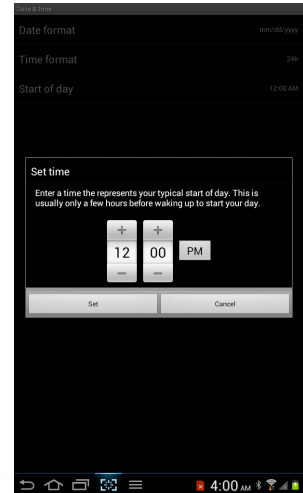 Date & time
Date format mm/dd/yyyy
Time format 24h
Start of day 12:00 AM
Set time
Enter a time the represents your typical start of day. This is
usually only a few hours before waking up to start your day.
+ +
12 00 PM
− −
Set Cancel
4:00 AM